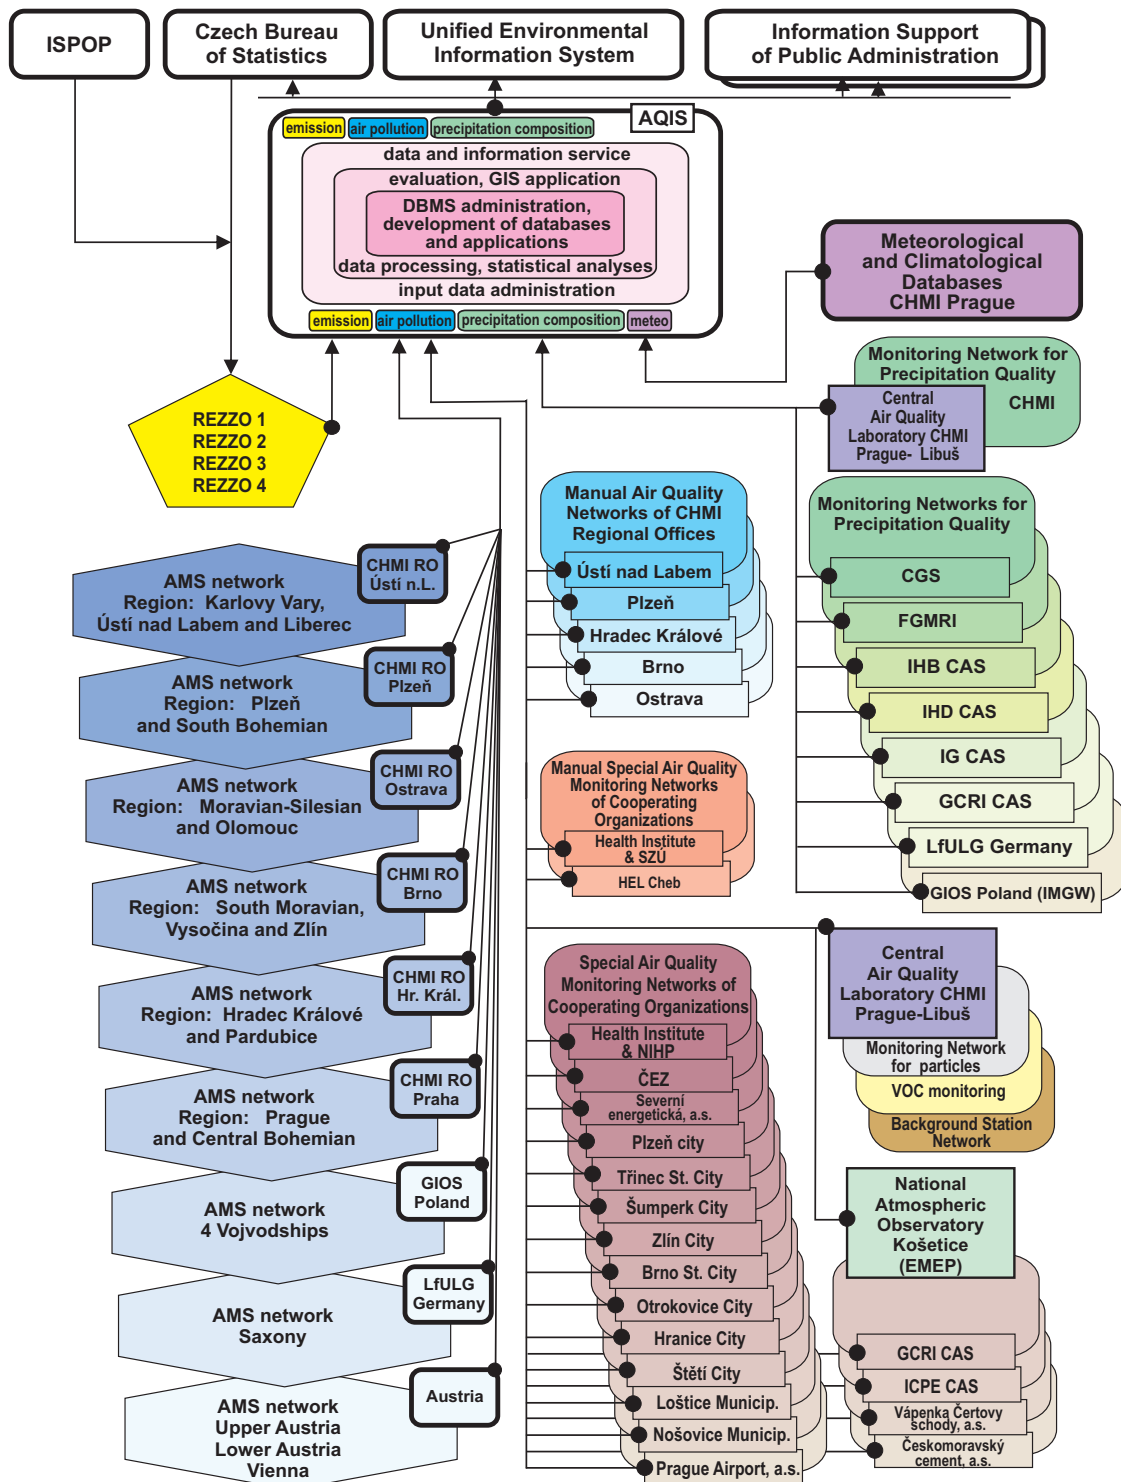 ISPOP
Czech Bureau
of Statistics
Unified Environmental
Information System
Information Support
of Public Administration
AQIS
emission
air pollution
precipitation composition
data and information service
evaluation, GIS application
DBMS administration,
development of databases
and applications
data processing, statistical analyses
input data administration
emission
air pollution
precipitation composition
meteo
Meteorological
and Climatological
Databases
CHMI Prague
Monitoring Network for
Precipitation Quality
CHMI
Central
Air Quality
Laboratory CHMI
Prague- Libuš
REZZO 1
REZZO 2
REZZO 3
REZZO 4
Manual Air Quality
Networks of CHMI
Regional Offices
Ústí nad Labem
Plzeň
Hradec Králové
Brno
Ostrava
Monitoring Networks for
Precipitation Quality
CGS
FGMRI
IHB CAS
IHD CAS
IG CAS
GCRI CAS
LfULG Germany
GIOS Poland (IMGW)
CHMI RO
Ústí n.L.
AMS network
Region: Karlovy Vary,
Ústí nad Labem and Liberec
CHMI RO
Plzeň
AMS network
Region: Plzeň
and South Bohemian
CHMI RO
Ostrava
AMS network
Region: Moravian-Silesian
and Olomouc
CHMI RO
Brno
AMS network
Region: South Moravian,
Vysočina and Zlín
CHMI RO
Hr. Král.
AMS network
Region: Hradec Králové
and Pardubice
CHMI RO
Praha
AMS network
Region: Prague
and Central Bohemian
GIOS
Poland
AMS network
4 Vojvodships
LfULG
Germany
AMS network
Saxony
Austria
AMS network
Upper Austria
Lower Austria
Vienna
Manual Special Air Quality
Monitoring Networks
of Cooperating
Organizations
Health Institute
& SZÚ
HEL Cheb
Special Air Quality
Monitoring Networks of
Cooperating Organizations
Health Institute
& NIHP
ČEZ
Severní
energetická, a.s.
Plzeň city
Třinec St. City
Šumperk City
Zlín City
Brno St. City
Otrokovice City
Hranice City
Štětí City
Loštice Municip.
Nošovice Municip.
Prague Airport, a.s.
Central
Air Quality
Laboratory CHMI
Prague-Libuš
Monitoring Network
for particles
VOC monitoring
Background Station
Network
National
Atmospheric
Observatory
Košetice
(EMEP)
GCRI CAS
ICPE CAS
Vápenka Čertovy
schody, a.s.
Českomoravský
cement, a.s.